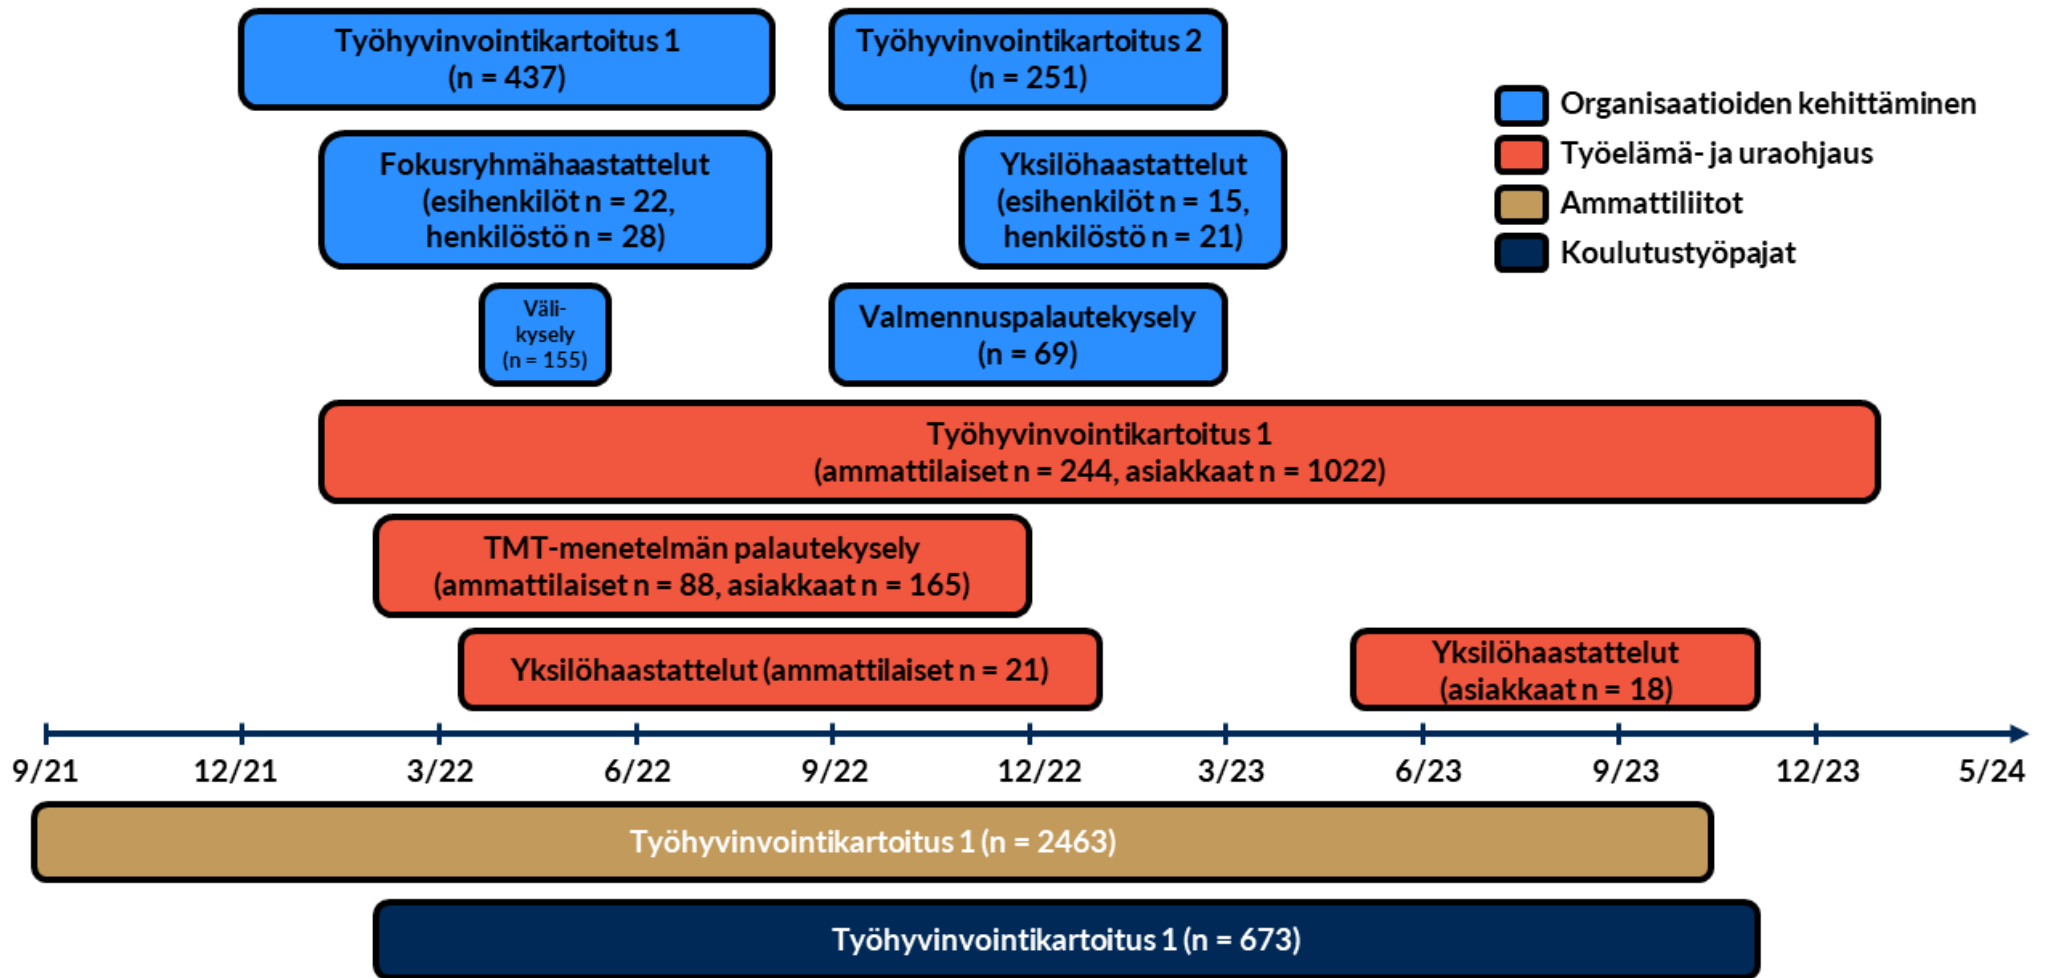 Työhyvinvointikartoitus 1
(n = 437)
Työhyvinvointikartoitus 2
(n = 251)
Organisaatioiden kehittäminen
Työelämä- ja uraohjaus
Ammattiliitot
Koulutustyöpajat
Fokusryhmähaastattelut
(esihenkilöt n = 22,
henkilöstö n = 28)
Yksilöhaastattelut
(esihenkilöt n = 15,
henkilöstö n = 21)
Väli-
kysely
(n = 155)
Valmennuspalautekysely
(n = 69)
Työhyvinvointikartoitus 1
(ammattilaiset n = 244, asiakkaat n = 1022)
TMT-menetelmän palautekysely
(ammattilaiset n = 88, asiakkaat n = 165)
Yksilöhaastattelut (ammattilaiset n = 21)
Yksilöhaastattelut
(asiakkaat n = 18)
9/21 12/21 3/22 6/22 9/22 12/22 3/23 6/23 9/23 12/23 5/24
Työhyvinvointikartoitus 1 (n = 2463)
Työhyvinvointikartoitus 1 (n = 673)